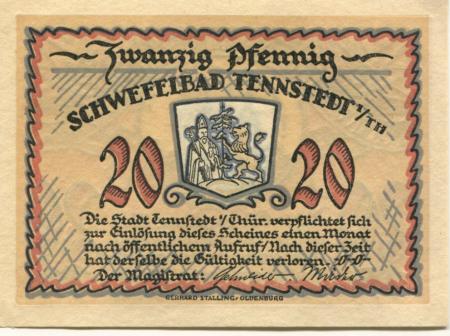 Zwanzig Pfennig
SCHWEFELBAD TENNSTEDT i/TH
20 20
Die Stadt Tennstedt i/Thür. verpflichtet sich
zur Einlösung dieses Scheines einen Monat
nach öffentlichem Aufruf/Nach dieser Zeit
hat derselbe die Gültigkeit verloren.
Der Magistrat:
GERHARD STALLING·OLDENBURG